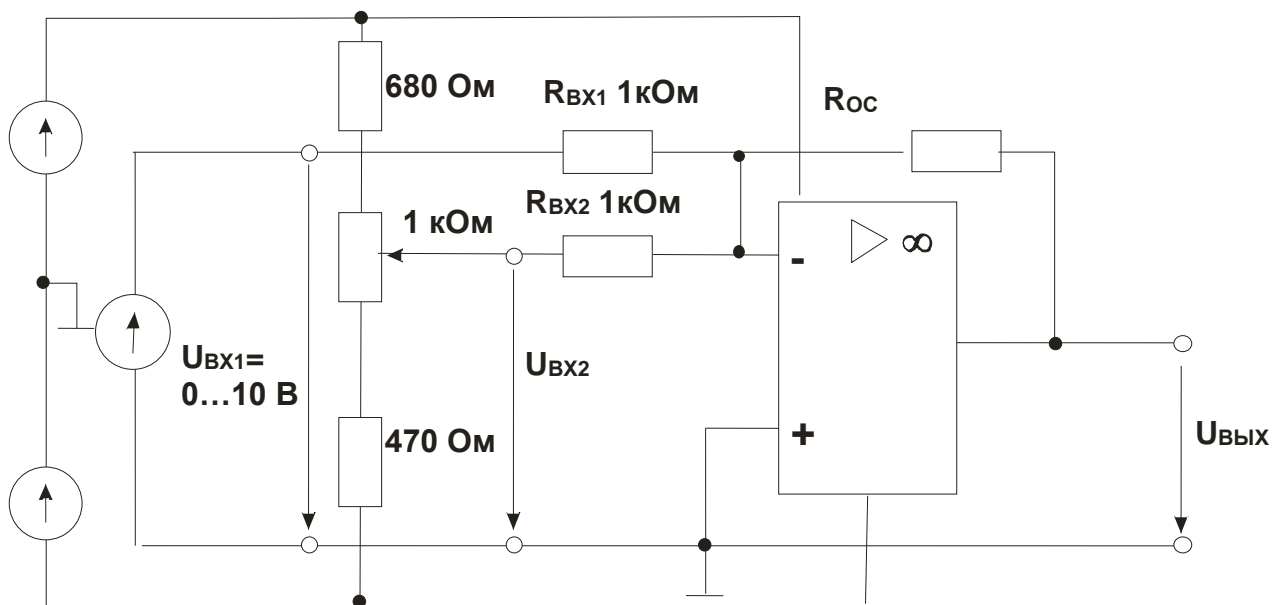 680 Ом
RВХ1 1кОм
RОС
RВХ2 1кОм
1 кОм
∞
-
UВХ1=
0...10 В
UВХ2
470 Ом
+
UВЫХ